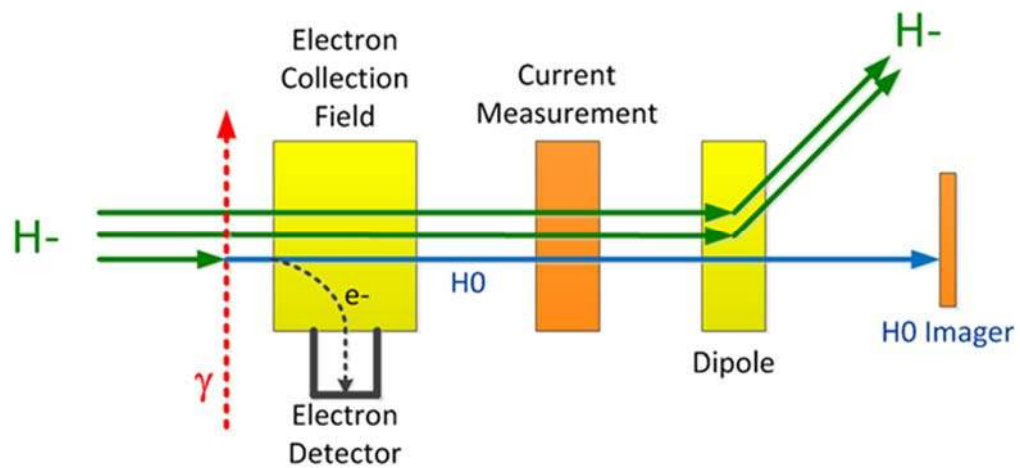 H-
Electron
Collection
Field
Current
Measurement
H-
e-
H0
H0 Imager
Dipole
γ
Electron
Detector